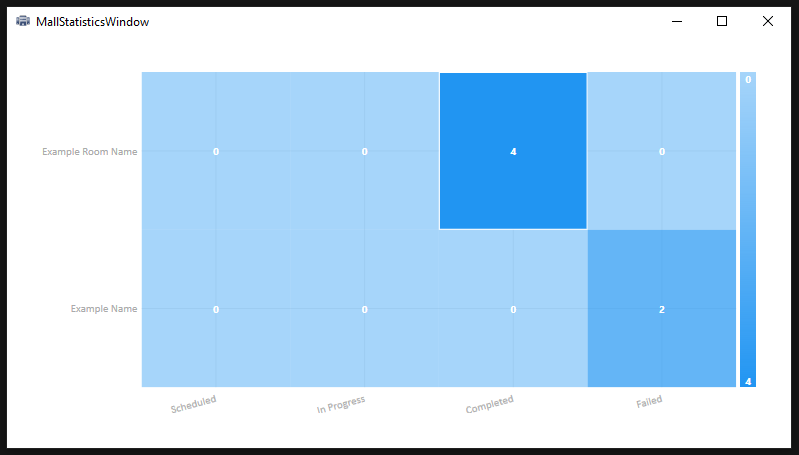 MallStatisticsWindow
0
Example Room Name 0 0 4 0
Example Name 0 0 0 2
4
Scheduled In Progress Completed Failed